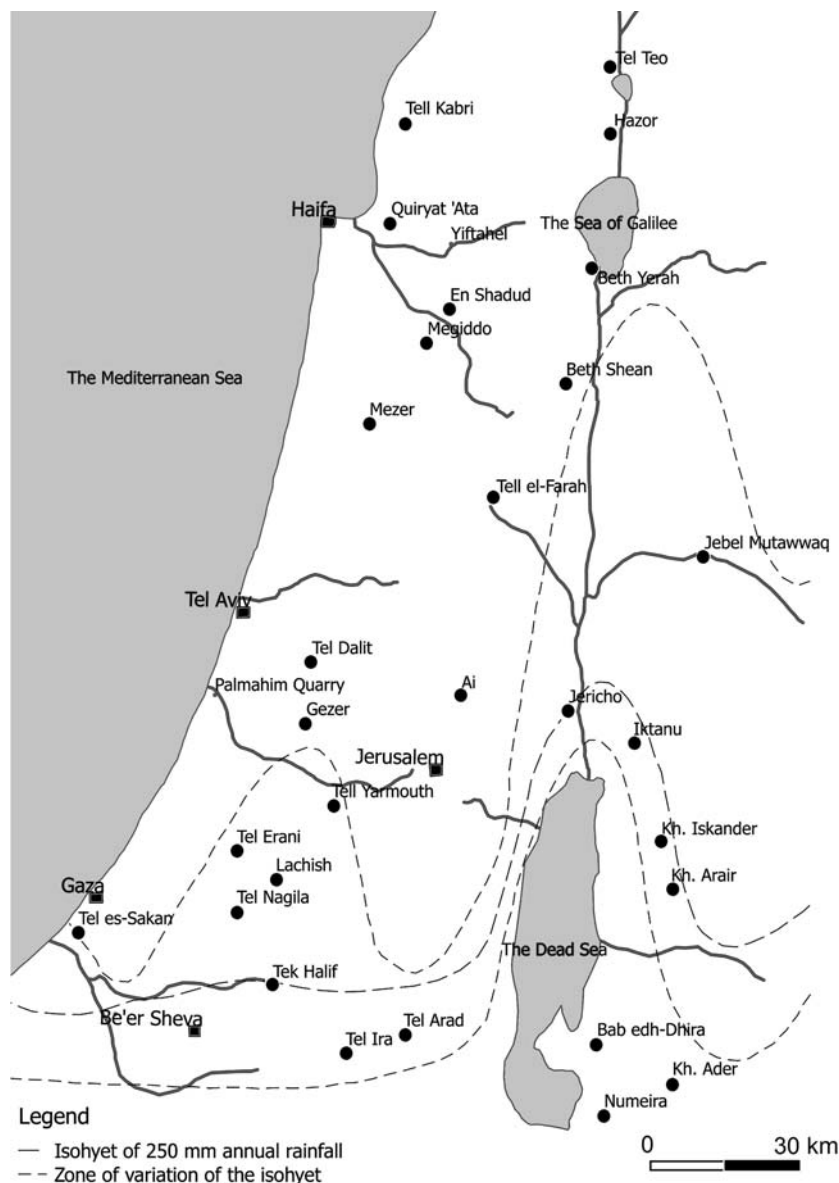 Tel Teo
Tell Kabri
Hazor
Haifa
Quiryat 'Ata
The Sea of Galilee
Yiftahel
Beth Yerah
En Shadud
Megiddo
The Mediterranean Sea
Beth Shean
Mezer
Tell el-Farah
Jebel Mutawwaq
Tel Aviv
Tel Dalit
Palmahim Quarry
Ai
Jericho
Gezer
Iktanu
Jerusalem
Tell Yarmouth
Kh. Iskander
Tel Erani
Lachish
Kh. Arair
Gaza
Tel Nagila
Tel es-Sakan
The Dead Sea
Tek Halif
Be'er Sheva
Tel Arad
Tel Ira
Bab edh-Dhira
Kh. Ader
Numeira
Legend
Isohyet of 250 mm annual rainfall
Zone of variation of the isohyet
0 30 km